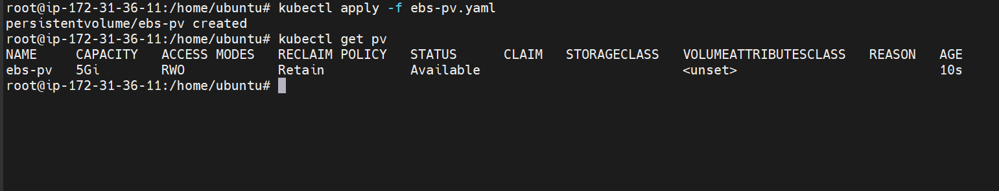 root@ip-172-31-36-11:/home/ubuntu# kubectl apply -f ebs-pv.yaml
persistentvolume/ebs-pv created
root@ip-172-31-36-11:/home/ubuntu# kubectl get pv
NAME     CAPACITY   ACCESS MODES   RECLAIM POLICY   STATUS      CLAIM   STORAGECLASS   VOLUMEATTRIBUTESCLASS   REASON   AGE
ebs-pv   5Gi        RWO            Retain           Available                          <unset>                          10s
root@ip-172-31-36-11:/home/ubuntu#